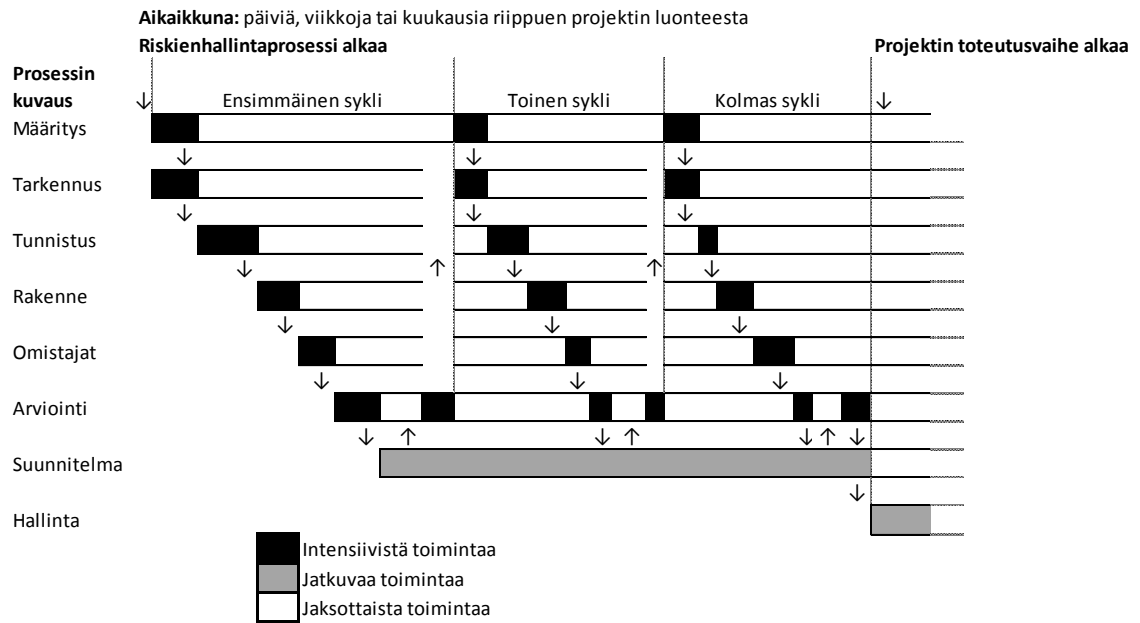 Aikaikkuna: päiviä, viikkoja tai kuukausia riippuen projektin luonteesta
Riskienhallintaprosessi alkaa
Projektin toteutusvaihe alkaa
Prosessin
kuvaus
Ensimmäinen sykli
Toinen sykli
Kolmas sykli
Määritys
Tarkennus
Tunnistus
Rakenne
Omistajat
Arviointi
Suunnitelma
Hallinta
Intensiivistä toimintaa
Jatkuvaa toimintaa
Jaksottaista toimintaa